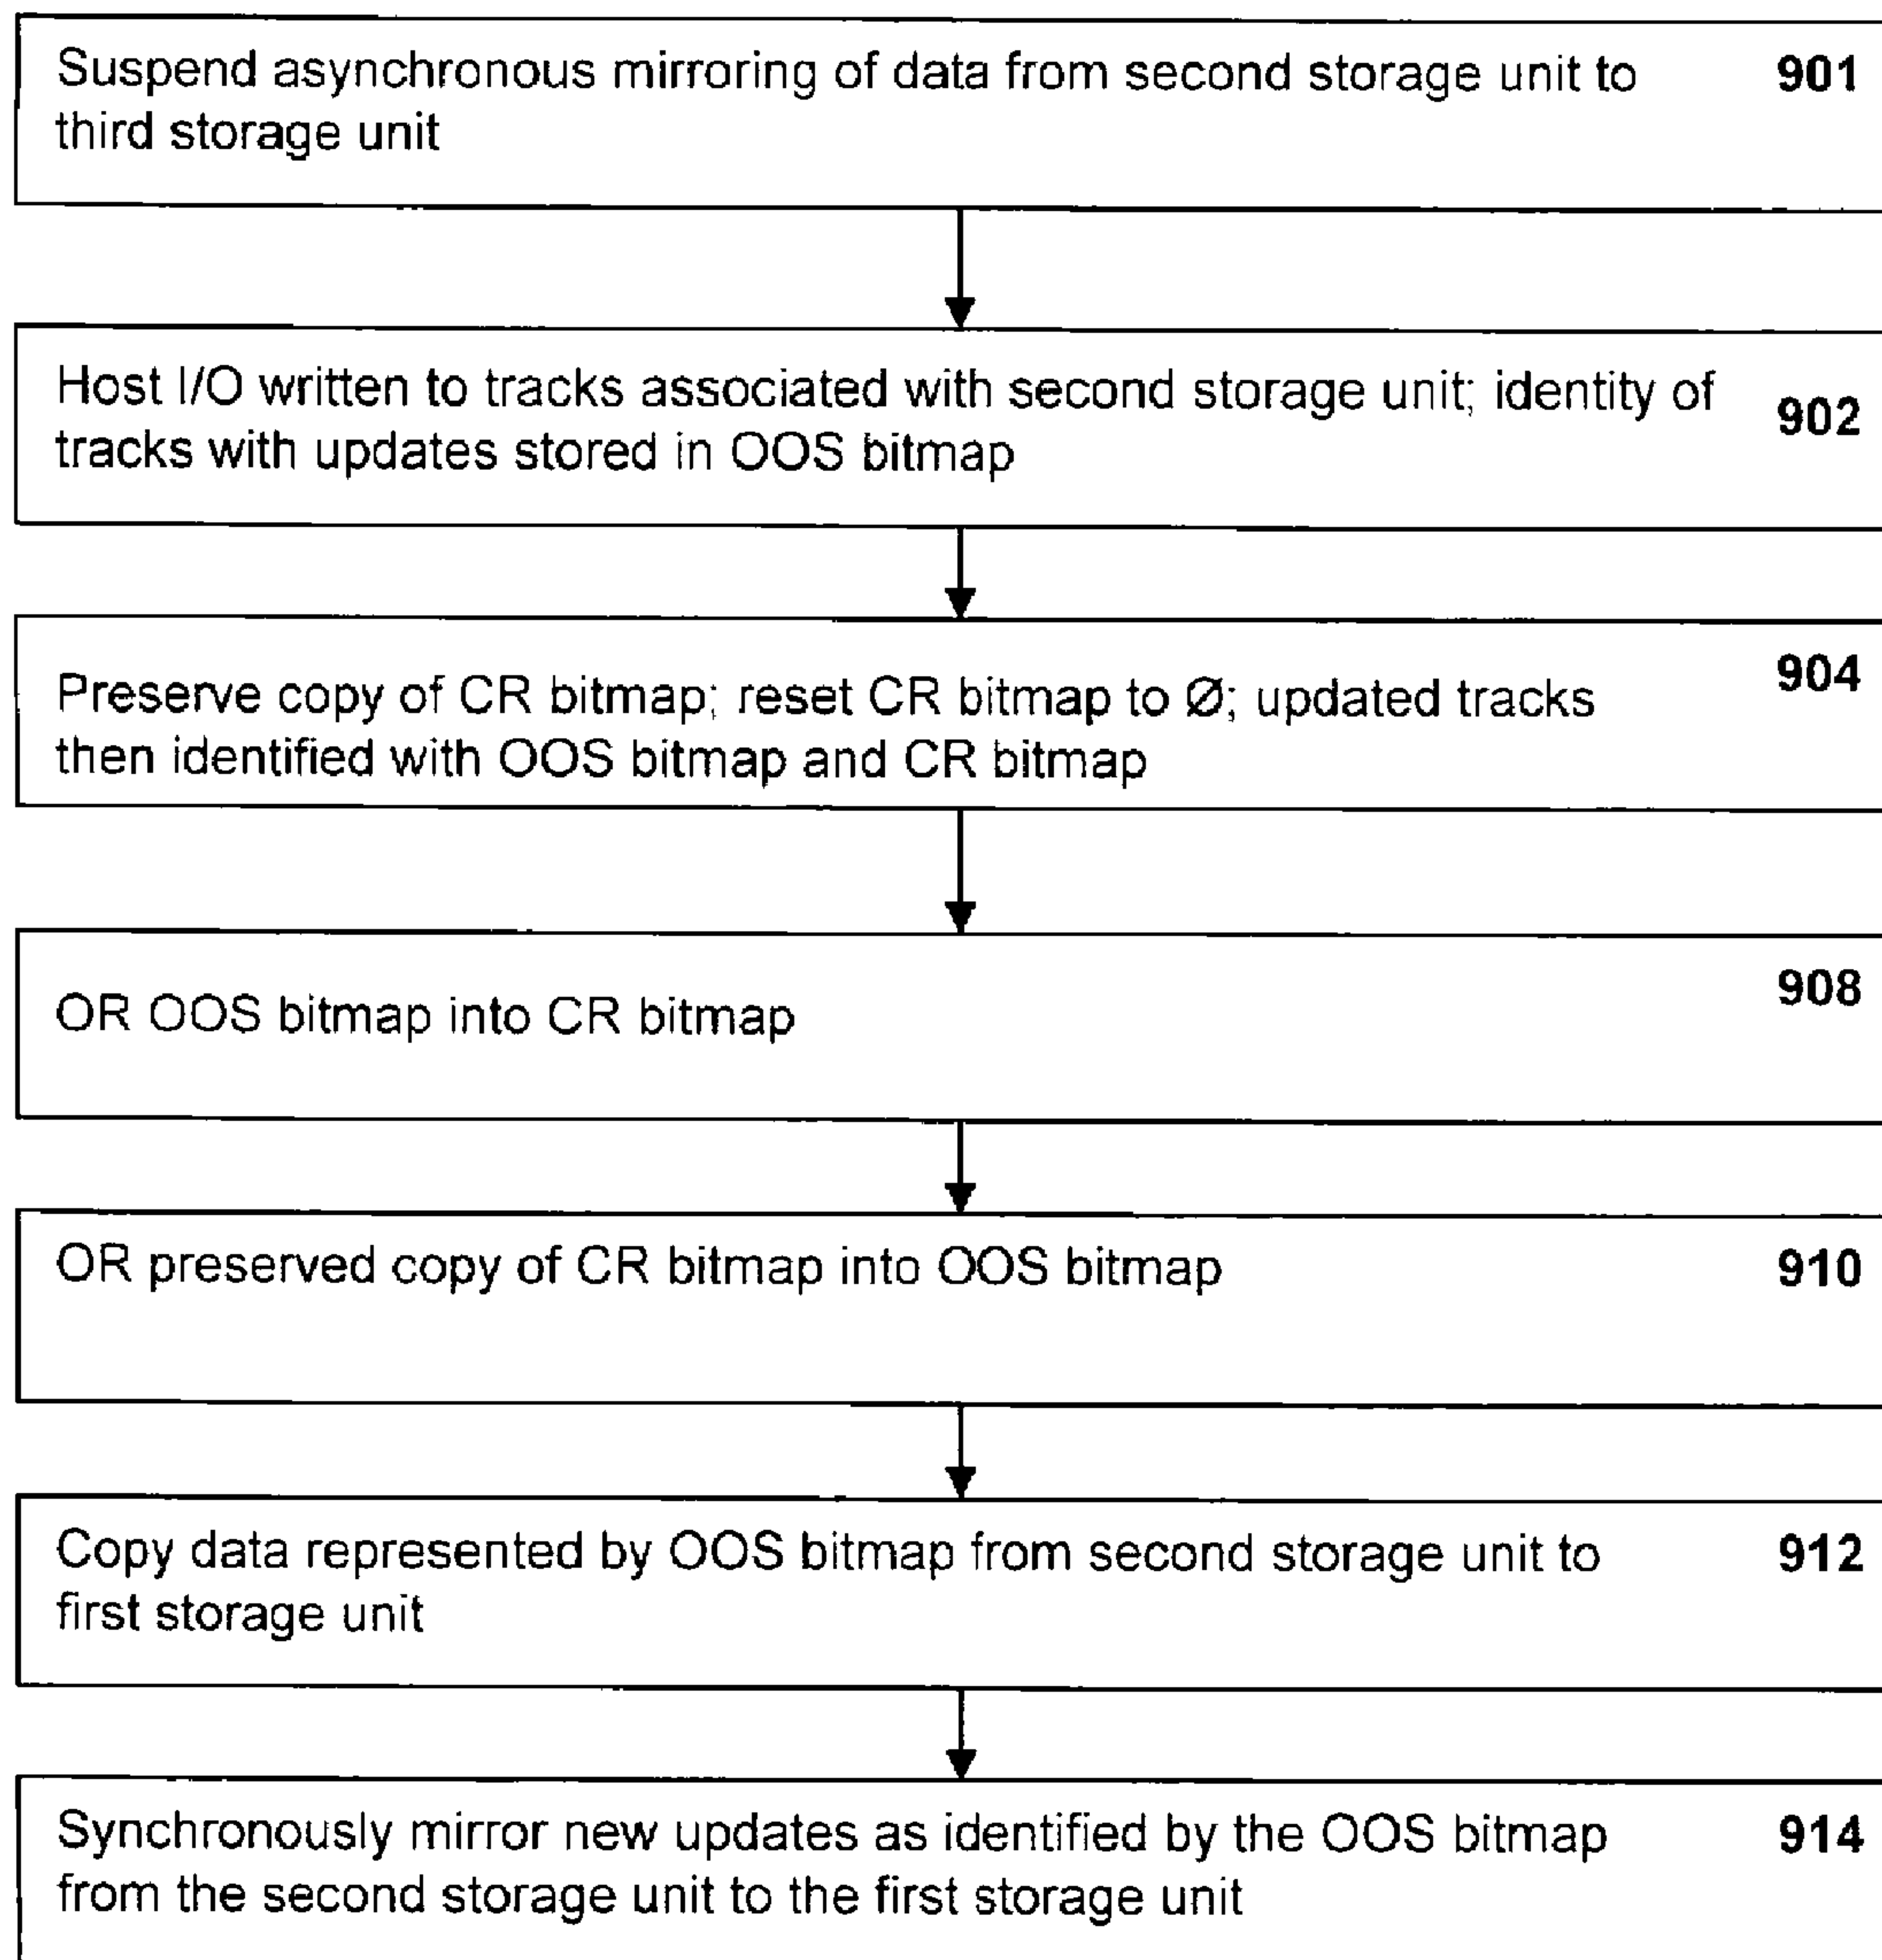 Suspend asynchronous mirroring of data from second storage unit to 901
third storage unit
Host I/O written to tracks associated with second storage unit; identity of 902
tracks with updates stored in OOS bitmap
Preserve copy of CR bitmap; reset CR bitmap to Ø; updated tracks 904
then identified with OOS bitmap and CR bitmap
OR OOS bitmap into CR bitmap 908
OR preserved copy of CR bitmap into OOS bitmap 910
Copy data represented by OOS bitmap from second storage unit to 912
first storage unit
Synchronously mirror new updates as identified by the OOS bitmap 914
from the second storage unit to the first storage unit